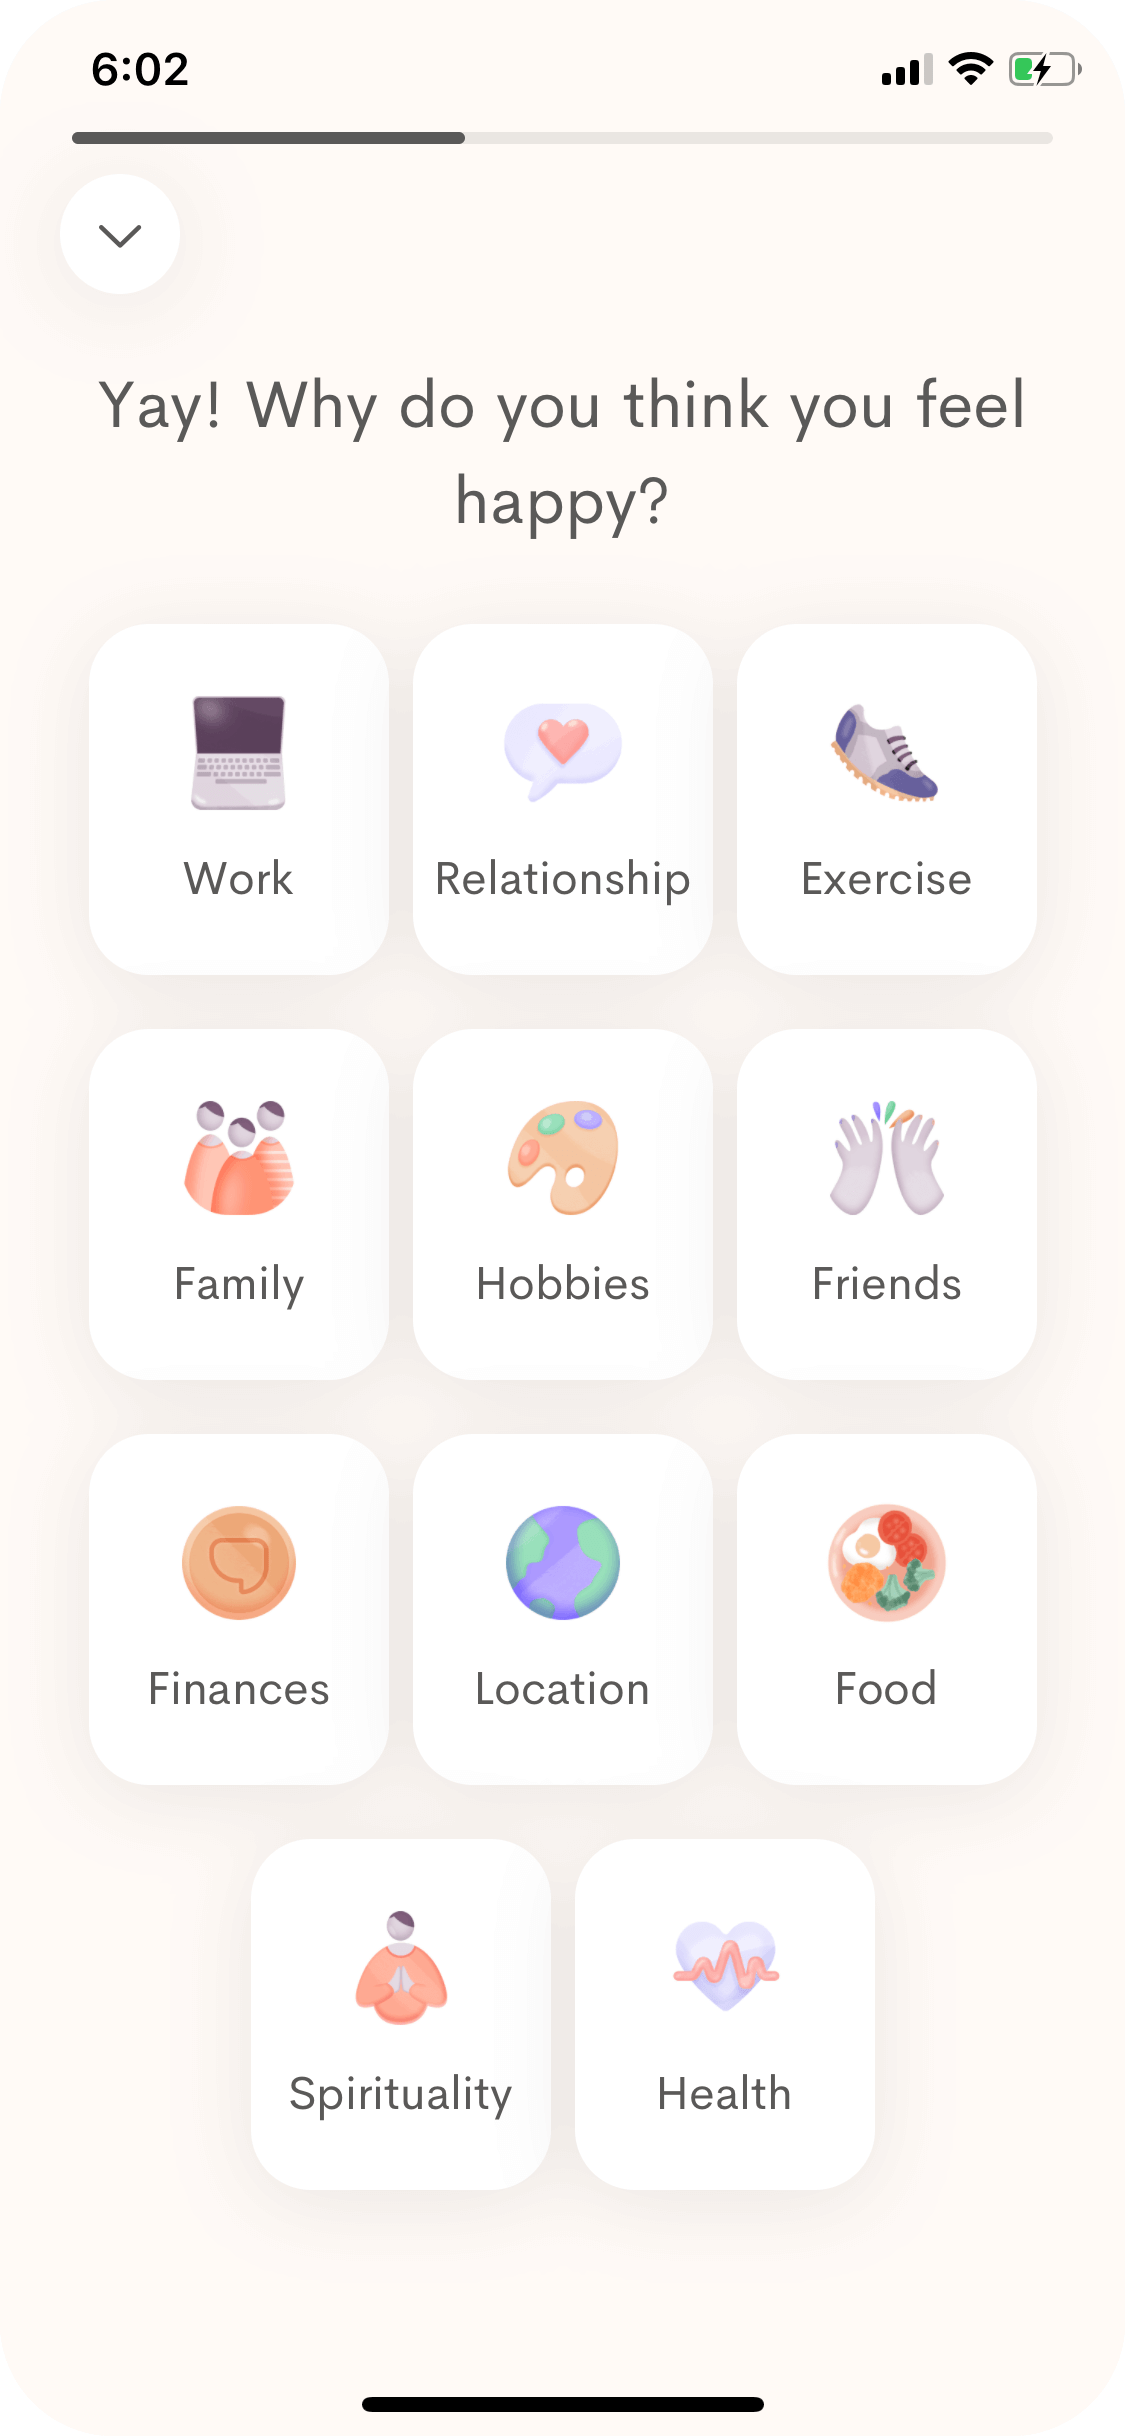 6:02
Yay! Why do you think you feel
happy?
Work
Relationship
Exercise
Family
Hobbies
Friends
Finances
Location
Food
Spirituality
Health